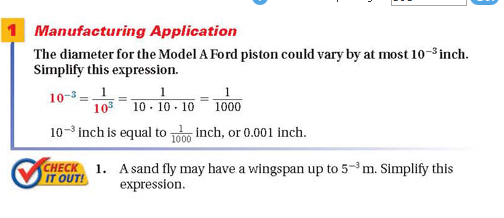 1 Manufacturing Application
The diameter for the Model A Ford piston could vary by at most 10⁻³ inch.
Simplify this expression.
10⁻³ = 1/10³ = 1/(10 · 10 · 10) = 1/1000
10⁻³ inch is equal to 1/1000 inch, or 0.001 inch.
CHECK IT OUT! 1. A sand fly may have a wingspan up to 5⁻³ m. Simplify this
expression.